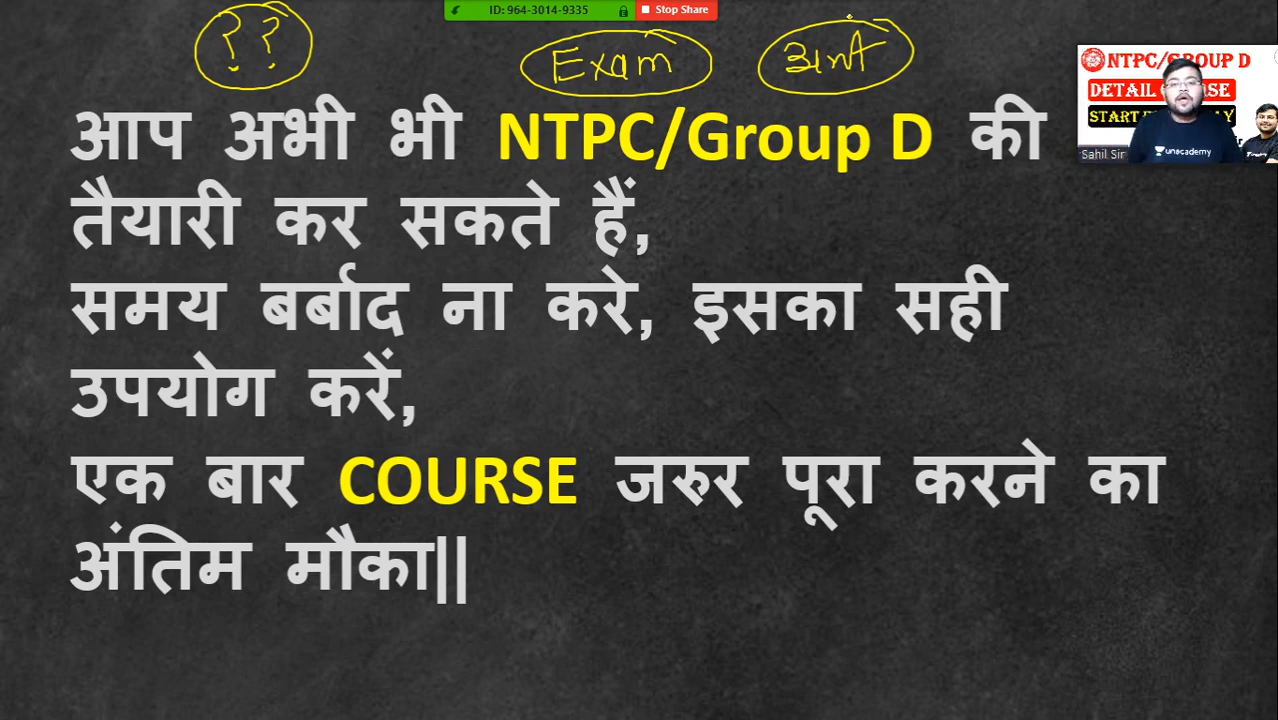 ID: 964-3014-9335 Stop Share
? ?
Exam
NTPC/GROUP D
DETAIL
START
unacademy
Sahil Sir
आप अभी भी NTPC/Group D की
तैयारी कर सकते हैं,
समय बर्बाद ना करे, इसका सही
उपयोग करें,
एक बार COURSE जरुर पूरा करने का
अंतिम मौका||